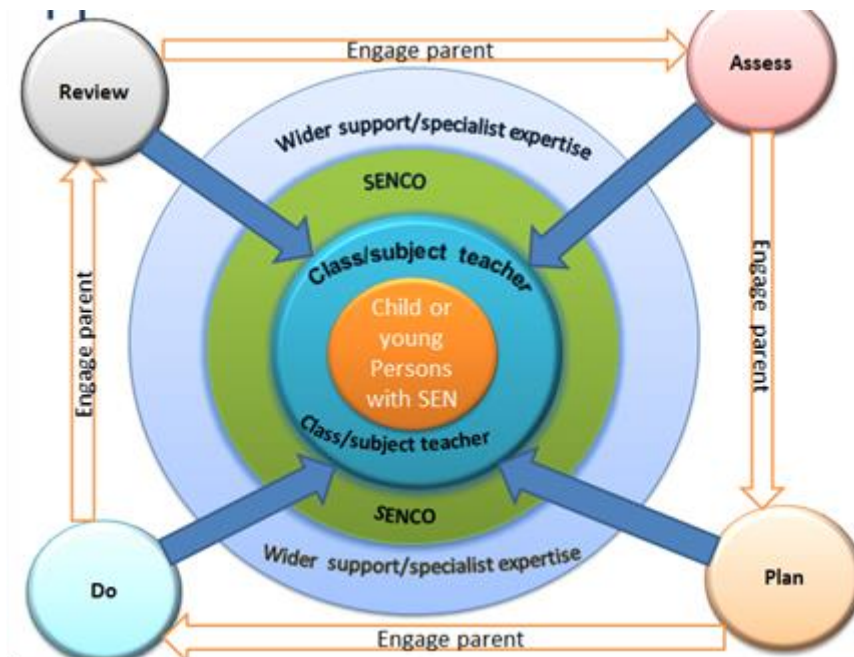 Engage parent
Review
Assess
Wider support/specialist expertise
SENCO
Class/subject teacher
Child or
young
Persons
with SEN
Class/subject teacher
SENCO
Wider support/specialist expertise
Engage parent
Engage parent
Do
Plan
Engage parent